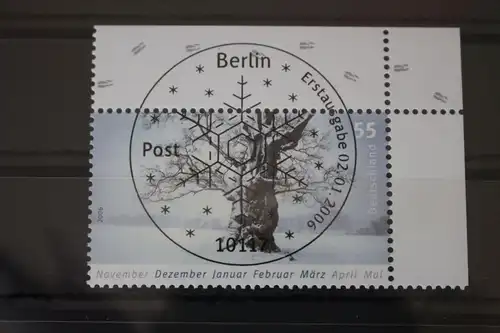 Berlin
Erstausgabe 02.01.2006
Post
55
Deutschland
2006
10117
November Dezember Januar Februar März April Mai